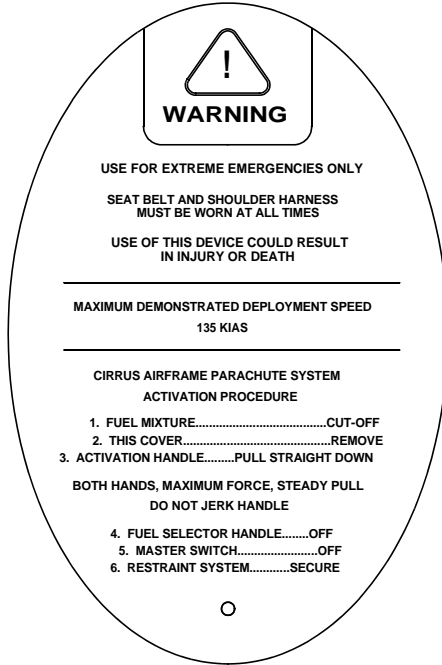 !
WARNING
USE FOR EXTREME EMERGENCIES ONLY
SEAT BELT AND SHOULDER HARNESS
MUST BE WORN AT ALL TIMES
USE OF THIS DEVICE COULD RESULT
IN INJURY OR DEATH
MAXIMUM DEMONSTRATED DEPLOYMENT SPEED
135 KIAS
CIRRUS AIRFRAME PARACHUTE SYSTEM
ACTIVATION PROCEDURE
1. FUEL MIXTURE.......................................CUT-OFF
2. THIS COVER............................................REMOVE
3. ACTIVATION HANDLE.........PULL STRAIGHT DOWN
BOTH HANDS, MAXIMUM FORCE, STEADY PULL
DO NOT JERK HANDLE
4. FUEL SELECTOR HANDLE........OFF
5. MASTER SWITCH........................OFF
6. RESTRAINT SYSTEM............SECURE